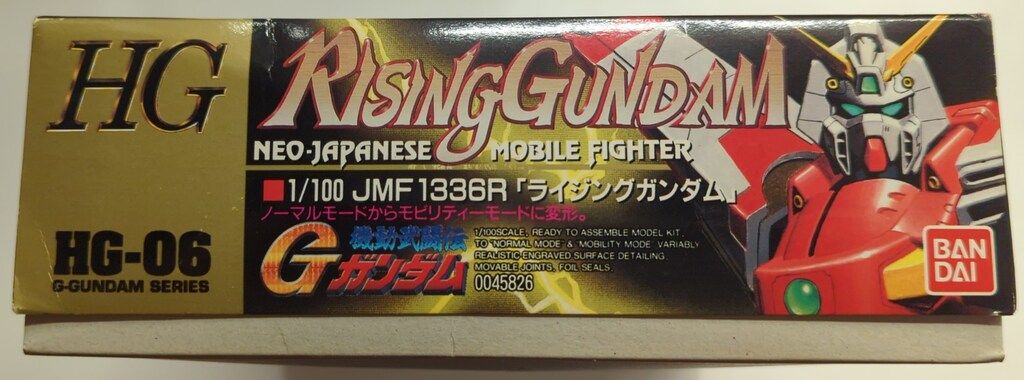 HG
HG-06
G-GUNDAM SERIES
RISING GUNDAM
NEO-JAPANESE MOBILE FIGHTER
■1/100 JMF1336R「ライジングガンダム」
ノーマルモードからモビリティーモードに変形。
機動武闘伝
Gガンダム
1/100SCALE, READY TO ASSEMBLE MODEL KIT,
TO NORMAL MODE & MOBILITY MODE VARIABLY
REALISTIC ENGRAVED SURFACE DETAILING.
MOVABLE JOINTS, FOIL SEALS.
0045826
BAN
DAI